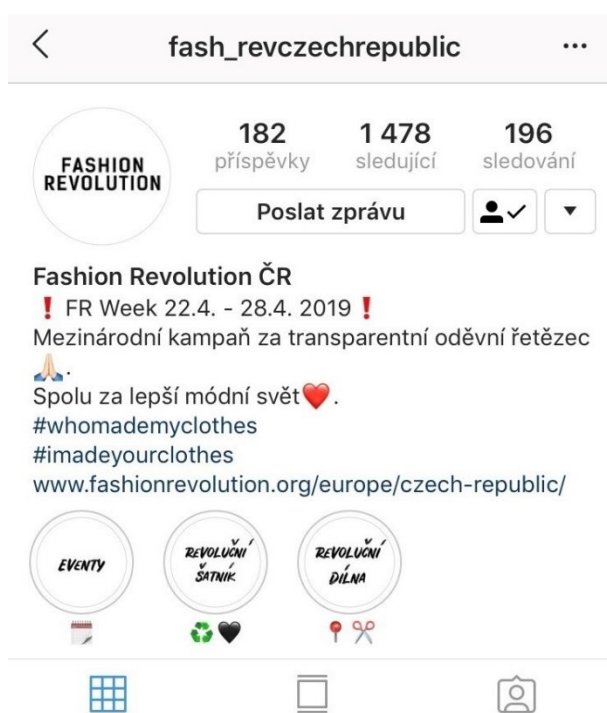 fash_revczechrepublic
FASHION
REVOLUTION
182 1 478 196
příspěvky sledující sledování
Poslat zprávu
Fashion Revolution ČR
❗ FR Week 22.4. - 28.4. 2019❗
Mezinárodní kampaň za transparentní oděvní řetězec
🙏🏻.
Spolu za lepší módní svět❤️.
#whomademyclothes
#imadeyourclothes
www.fashionrevolution.org/europe/czech-republic/
EVENTY
REVOLUČNÍ
ŠATNÍK
REVOLUČNÍ
DÍLNA